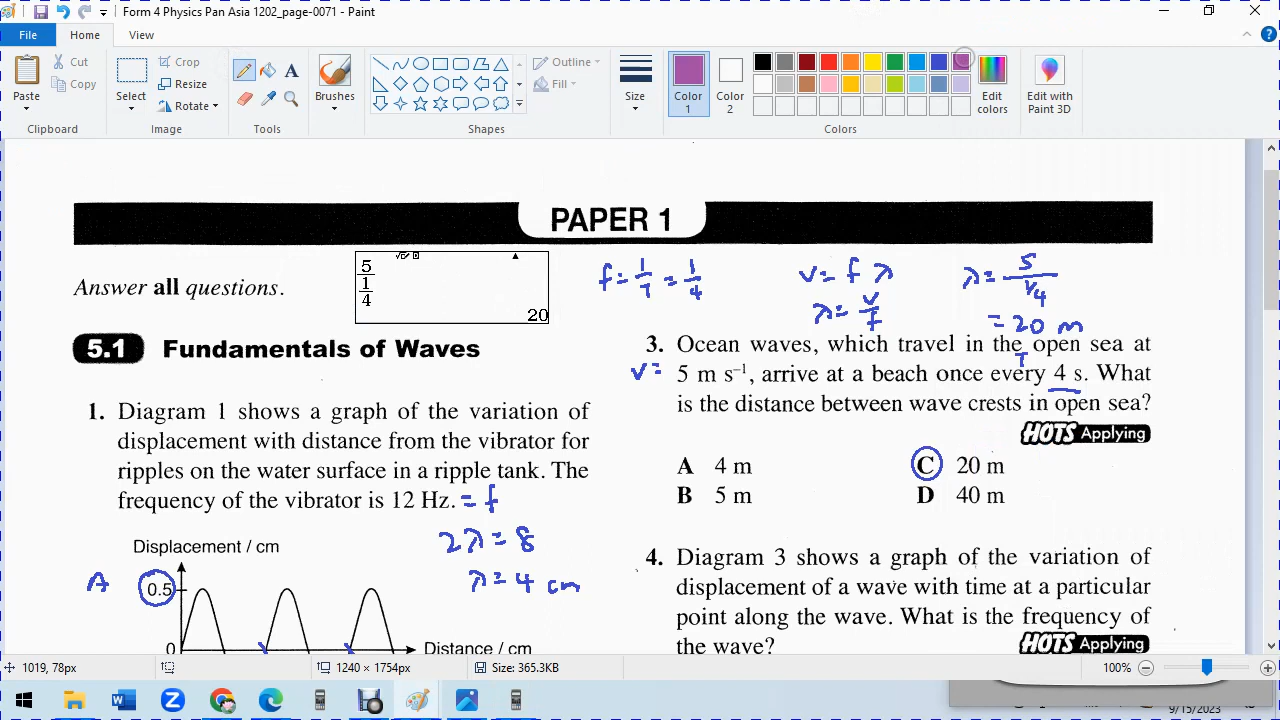 Form 4 Physics Pan Asia 1202_page-0071 - Paint
File
Home
View
Paste
Cut
Copy
Clipboard
Select
Crop
Resize
Rotate
Image
A
Tools
Brushes
Outline
Fill
Shapes
Size
Color 1
Color 2
Edit colors
Edit with Paint 3D
Colors
PAPER 1
Answer all questions.
5
1
4
20
f = 1/T = 1/4
v = f λ
λ = v/f
λ = 5/(1/4)
= 20 m
5.1 Fundamentals of Waves
1. Diagram 1 shows a graph of the variation of
displacement with distance from the vibrator for
ripples on the water surface in a ripple tank. The
frequency of the vibrator is 12 Hz. = f
2λ = 8
λ = 4 cm
Displacement / cm
A 0.5
0
Distance / cm
T
3. Ocean waves, which travel in the open sea at
v = 5 m s⁻¹, arrive at a beach once every 4 s. What
is the distance between wave crests in open sea?
HOTS Applying
A 4 m
C 20 m
B 5 m
D 40 m
4. Diagram 3 shows a graph of the variation of
displacement of a wave with time at a particular
point along the wave. What is the frequency of
the wave?
HOTS Applying
1019, 78px
1240 × 1754px
Size: 365.3KB
100%
9/15/2023